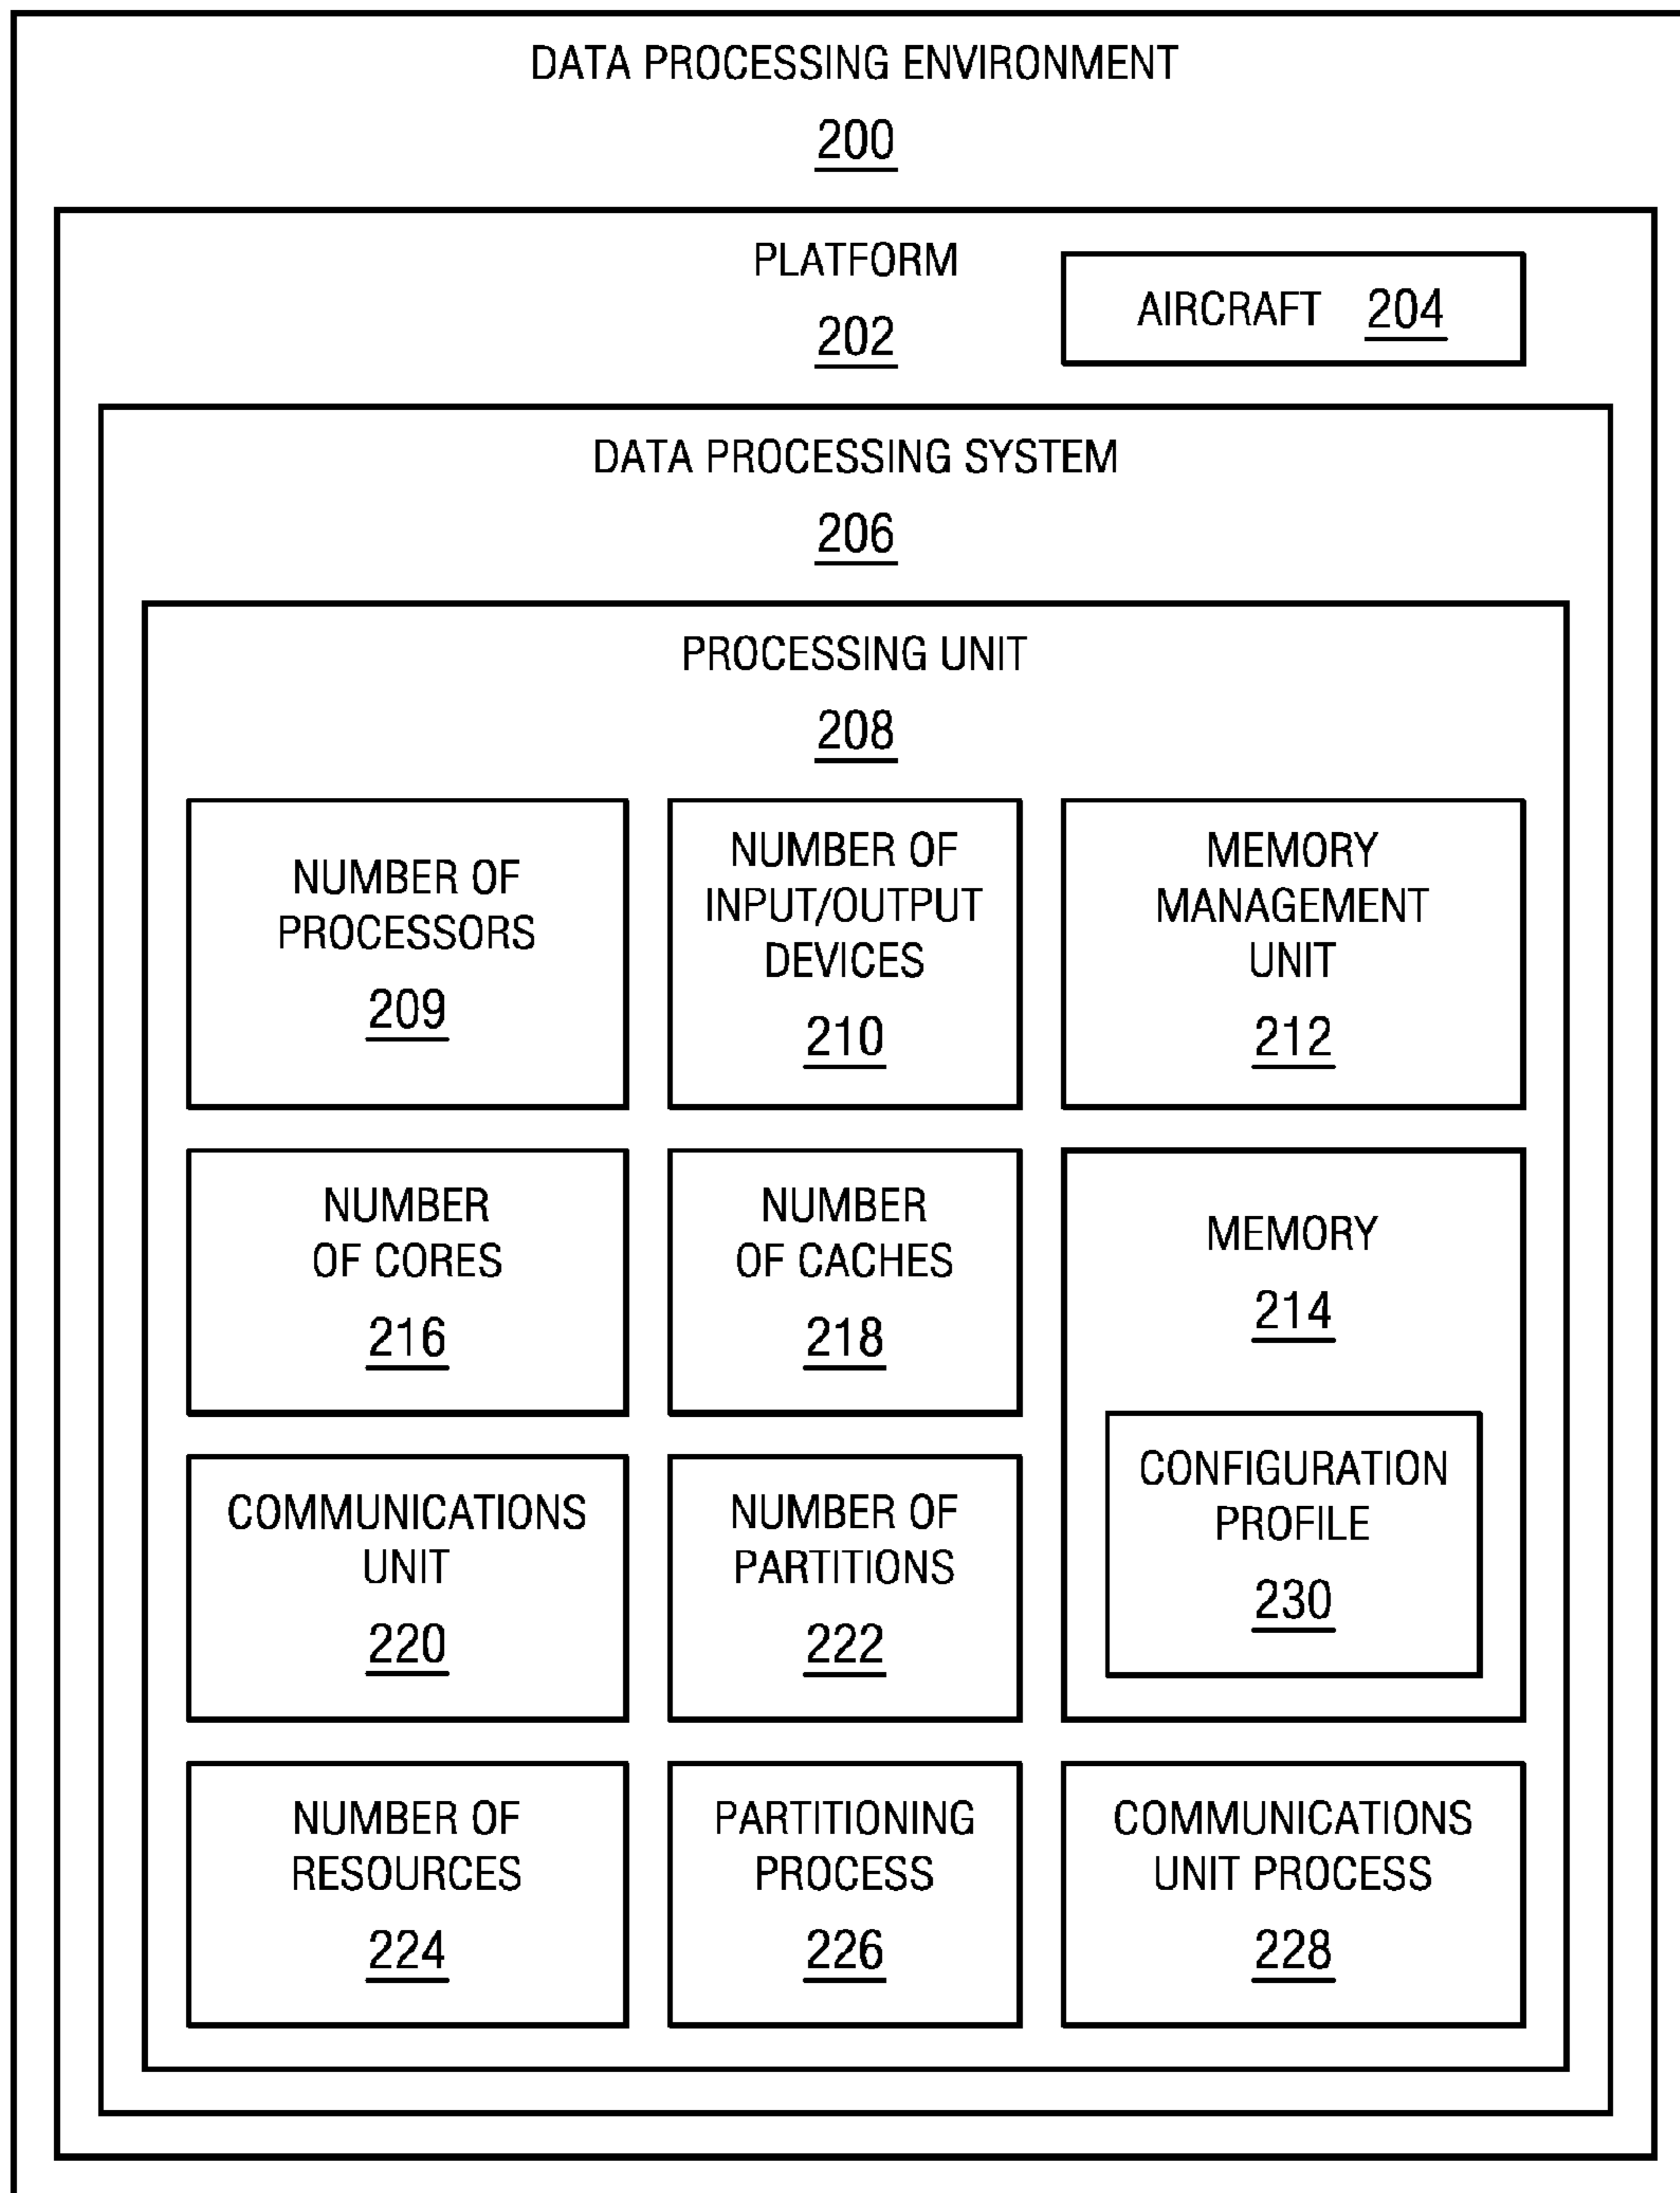 DATA PROCESSING ENVIRONMENT
200
PLATFORM
202
AIRCRAFT 204
DATA PROCESSING SYSTEM
206
PROCESSING UNIT
208
NUMBER OF
PROCESSORS
209
NUMBER OF
INPUT/OUTPUT
DEVICES
210
MEMORY
MANAGEMENT
UNIT
212
NUMBER
OF CORES
216
NUMBER
OF CACHES
218
MEMORY
214
CONFIGURATION
PROFILE
230
COMMUNICATIONS
UNIT
220
NUMBER OF
PARTITIONS
222
NUMBER OF
RESOURCES
224
PARTITIONING
PROCESS
226
COMMUNICATIONS
UNIT PROCESS
228